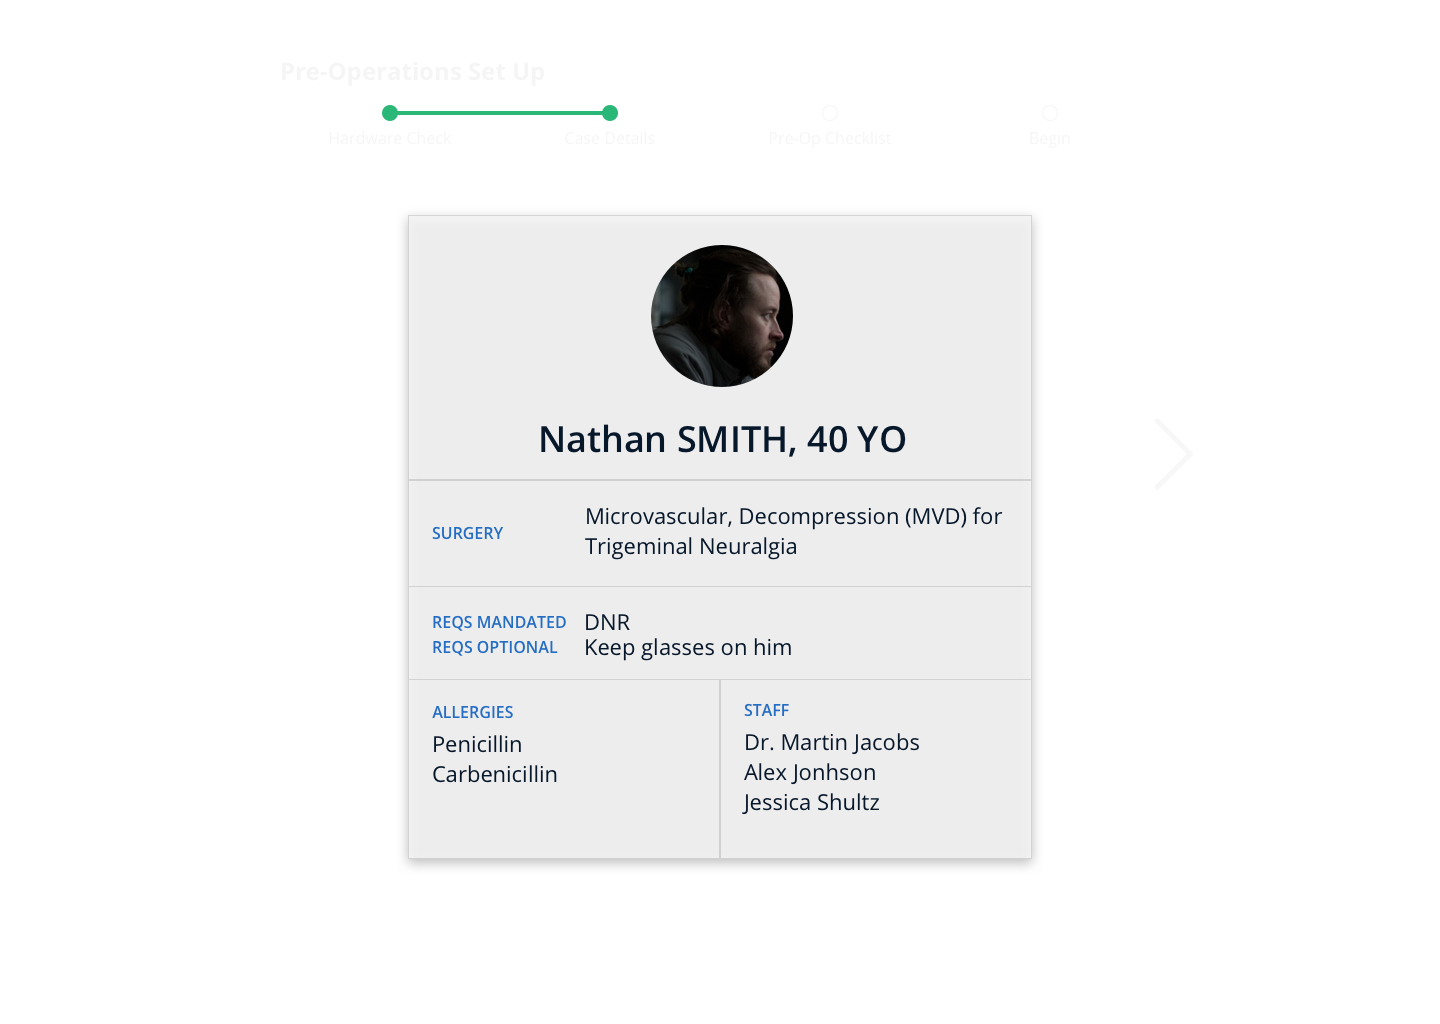 Pre-Operations Set Up
Hardware Check
Case Details
Pre-Op Checklist
Begin
Nathan SMITH, 40 YO
SURGERY
Microvascular, Decompression (MVD) for
Trigeminal Neuralgia
REQS MANDATED DNR
REQS OPTIONAL Keep glasses on him
ALLERGIES
Penicillin
Carbenicillin
STAFF
Dr. Martin Jacobs
Alex Jonhson
Jessica Shultz